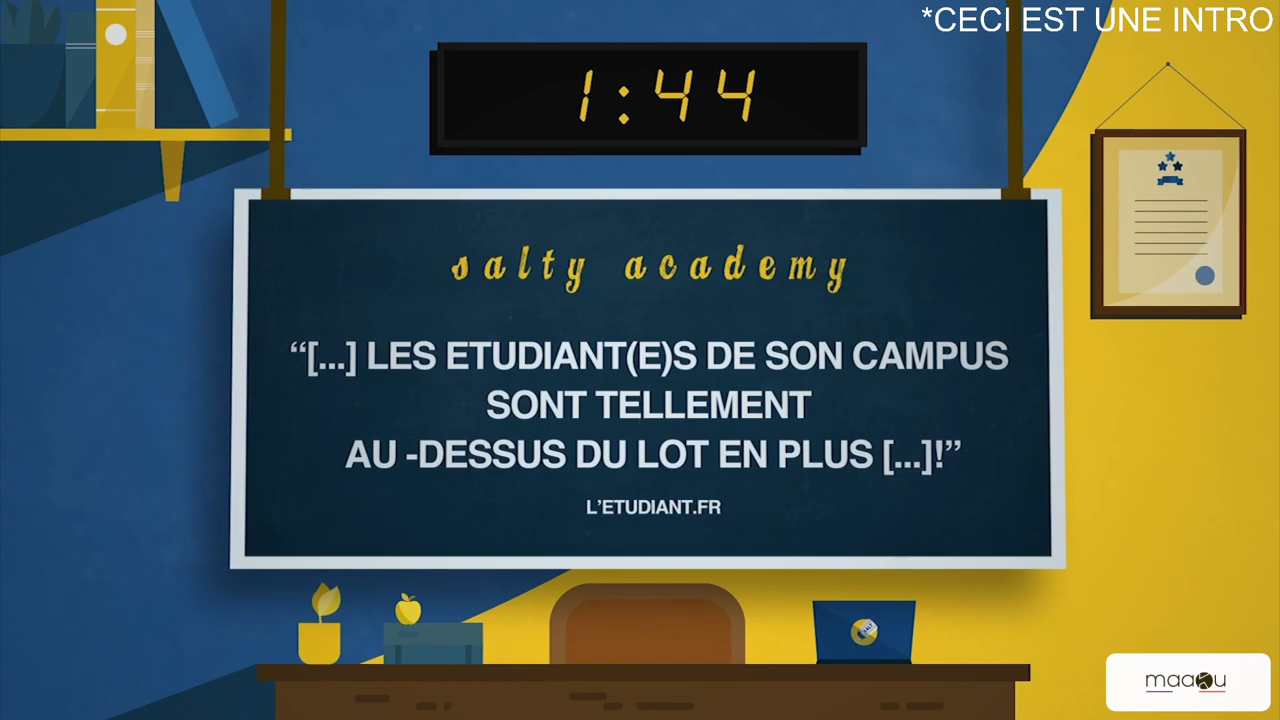 *CECI EST UNE INTRO
1:44
salty academy
“[...] LES ETUDIANT(E)S DE SON CAMPUS
SONT TELLEMENT
AU -DESSUS DU LOT EN PLUS [...]!”
L’ETUDIANT.FR
maaKu